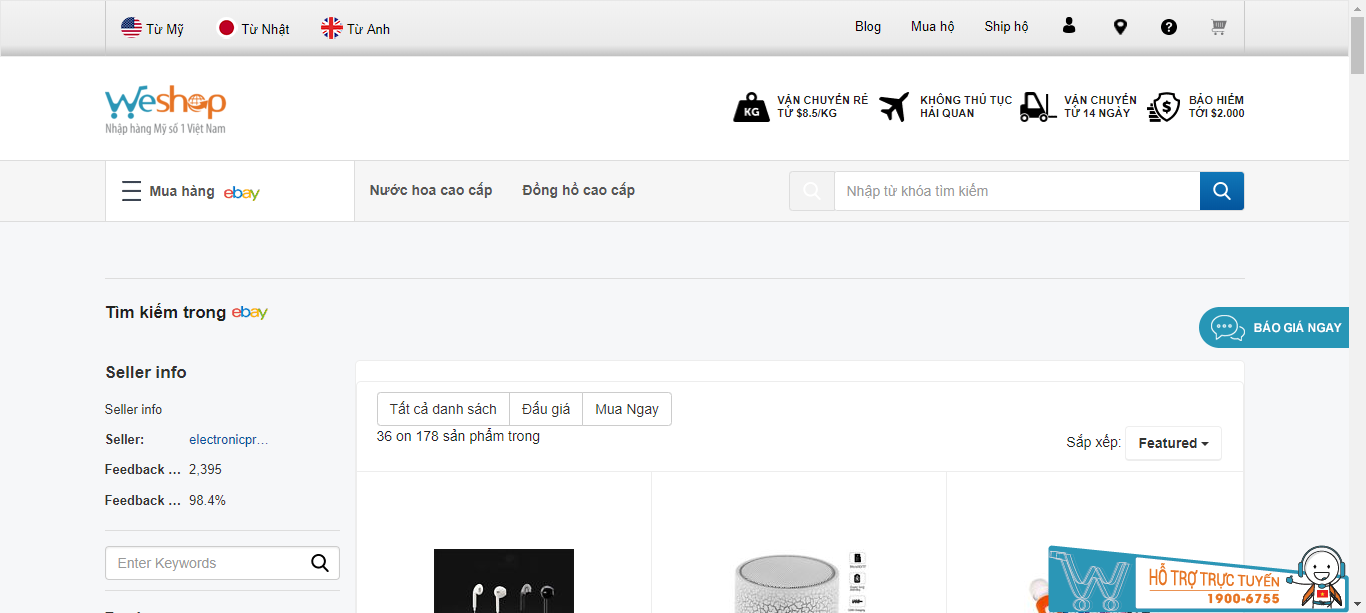 Từ Mỹ
Từ Nhật
Từ Anh
Blog
Mua hộ
Ship hộ
Weshop
Nhập hàng Mỹ số 1 Việt Nam
KG
VẬN CHUYỂN RẺ
TỪ $8.5/KG
KHÔNG THỦ TỤC
HẢI QUAN
VẬN CHUYỂN
TỪ 14 NGÀY
BẢO HIỂM
TỚI $2.000
Mua hàng ebay
Nước hoa cao cấp
Đồng hồ cao cấp
Nhập từ khóa tìm kiếm
Tìm kiếm trong ebay
BÁO GIÁ NGAY
Seller info
Seller info
Seller: electronicpr…
Feedback … 2,395
Feedback … 98.4%
Enter Keywords
Tất cả danh sách
Đấu giá
Mua Ngay
36 on 178 sản phẩm trong
Sắp xếp: Featured
HỖ TRỢ TRỰC TUYẾN
1900-6755